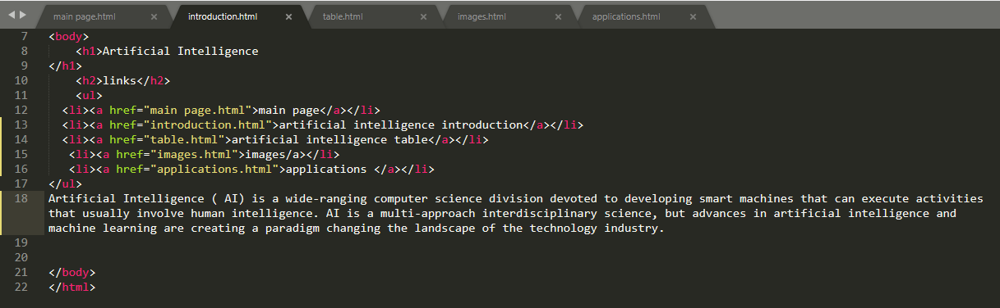 main page.html × introduction.html × table.html × images.html × applications.html ×
7 <body>
8 <h1>Artificial Intelligence
9 </h1>
10 <h2>links</h2>
11 <ul>
12 <li><a href="main page.html">main page</a></li>
13 <li><a href="introduction.html">artificial intelligence introduction</a></li>
14 <li><a href="table.html">artificial intelligence table</a></li>
15 <li><a href="images.html">images/a></li>
16 <li><a href="applications.html">applications </a></li>
17 </ul>
18 Artificial Intelligence ( AI) is a wide-ranging computer science division devoted to developing smart machines that can execute activities
that usually involve human intelligence. AI is a multi-approach interdisciplinary science, but advances in artificial intelligence and
machine learning are creating a paradigm changing the landscape of the technology industry.
19
20
21 </body>
22 </html>